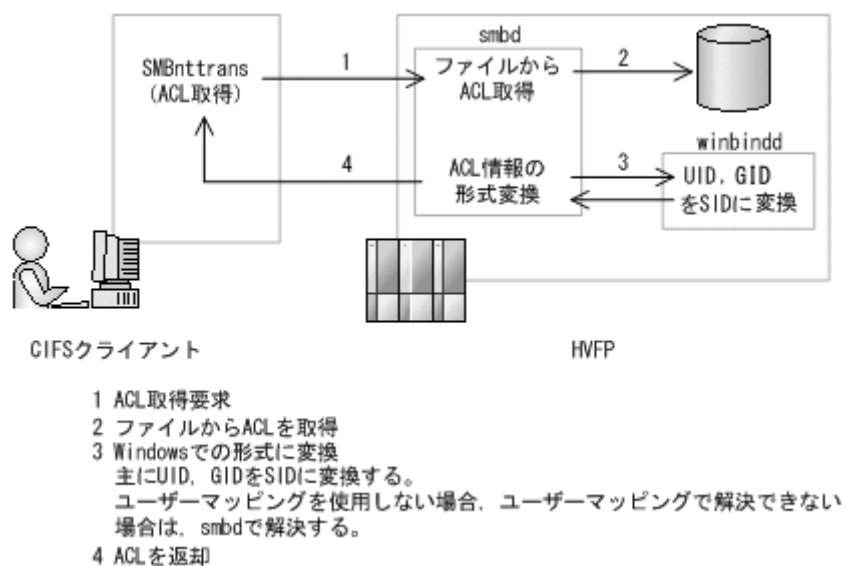 smbd
SMBnttrans
(ACL取得)
1
ファイルから
ACL取得
2
winbindd
4
ACL情報の
形式変換
3
UID, GID
をSIDに変換
CIFSクライアント
HVFP
1 ACL取得要求
2 ファイルからACLを取得
3 Windowsでの形式に変換
主にUID, GIDをSIDに変換する。
ユーザーマッピングを使用しない場合, ユーザーマッピングで解決できない
場合は, smbdで解決する。
4 ACLを返却